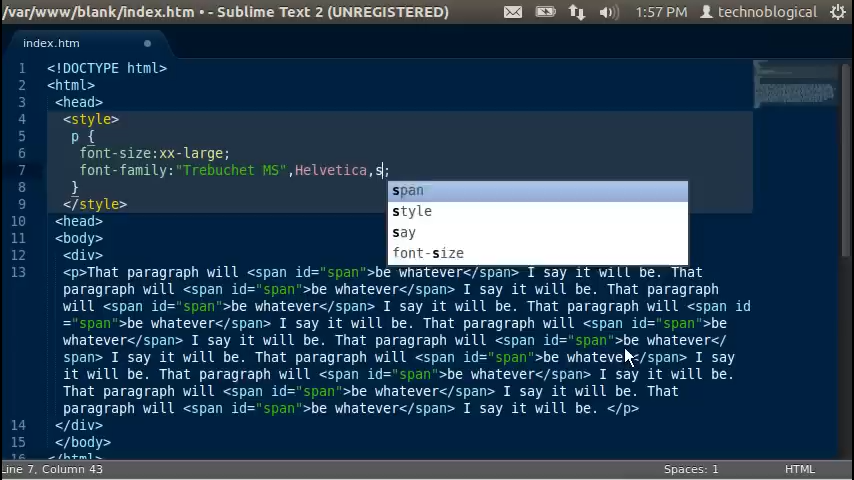 /var/www/blank/index.htm • - Sublime Text 2 (UNREGISTERED) 1:57 PM technoblological
index.htm
1 <!DOCTYPE html>
2 <html>
3 <head>
4 <style>
5 p {
6 font-size:xx-large;
7 font-family:"Trebuchet MS",Helvetica,s;
8 }
9 </style>
10 <head>
11 <body>
12 <div>
13 <p>That paragraph will <span id="span">be whatever</span> I say it will be. That
paragraph will <span id="span">be whatever</span> I say it will be. That paragraph
will <span id="span">be whatever</span> I say it will be. That paragraph will <span id
="span">be whatever</span> I say it will be. That paragraph will <span id="span">be
whatever</span> I say it will be. That paragraph will <span id="span">be whatever</
span> I say it will be. That paragraph will <span id="span">be whatever</span> I say
it will be. That paragraph will <span id="span">be whatever</span> I say it will be.
That paragraph will <span id="span">be whatever</span> I say it will be. That
paragraph will <span id="span">be whatever</span> I say it will be. </p>
14 </div>
15 </body>
span
style
say
font-size
Line 7, Column 43 Spaces: 1 HTML